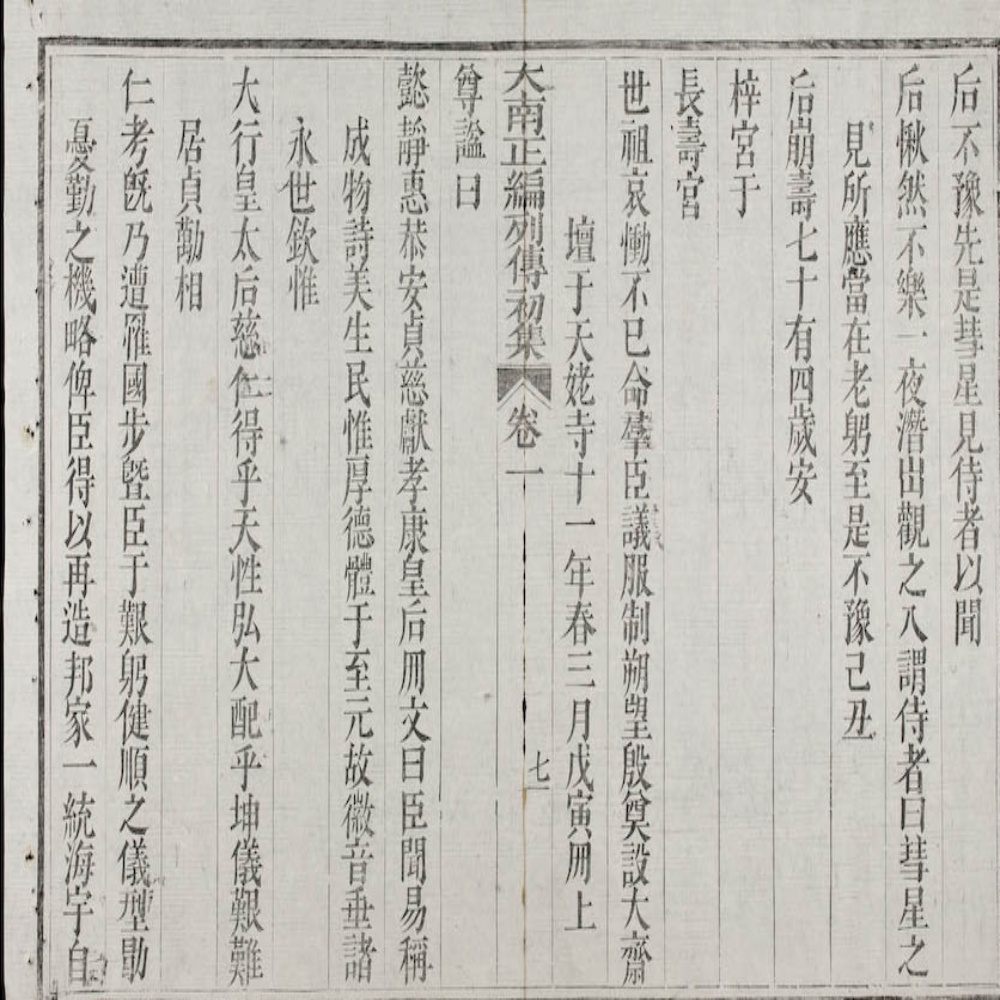 后不豫先是彗星見侍者以聞
后愀然不樂一夜潛出觀之入謂侍者曰彗星之
見所應當在老躬至是不豫己丑
后崩壽七十有四歲安
梓宮于
長壽宮
世祖哀慟不已命羣臣議服制朔望殷奠設大齋
壇于天姥寺十一年春三月戊寅冊上
大南正編列傳初集 卷一 七
尊謚曰
懿靜惠恭安貞慈獻孝康皇后冊文曰臣聞易稱
成物詩美生民惟厚德體于至元故徽音垂諸
永世欽惟
大行皇太后慈仁得乎天性弘大配乎坤儀艱難
居貞勤相
仁考旣乃遭罹國步曁臣于艱躬健順之儀型勖
憂勤之機略俾臣得以再造邦家一統海宇自